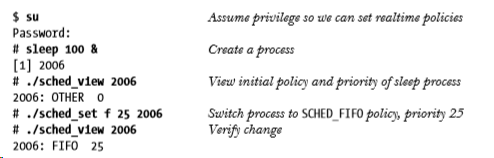 $ su Assume privilege so we can set realtime policies
Password:
# sleep 100 & Create a process
[1] 2006
# ./sched_view 2006 View initial policy and priority of sleep process
2006: OTHER 0
# ./sched_set f 25 2006 Switch process to SCHED_FIFO policy, priority 25
# ./sched_view 2006 Verify change
2006: FIFO 25